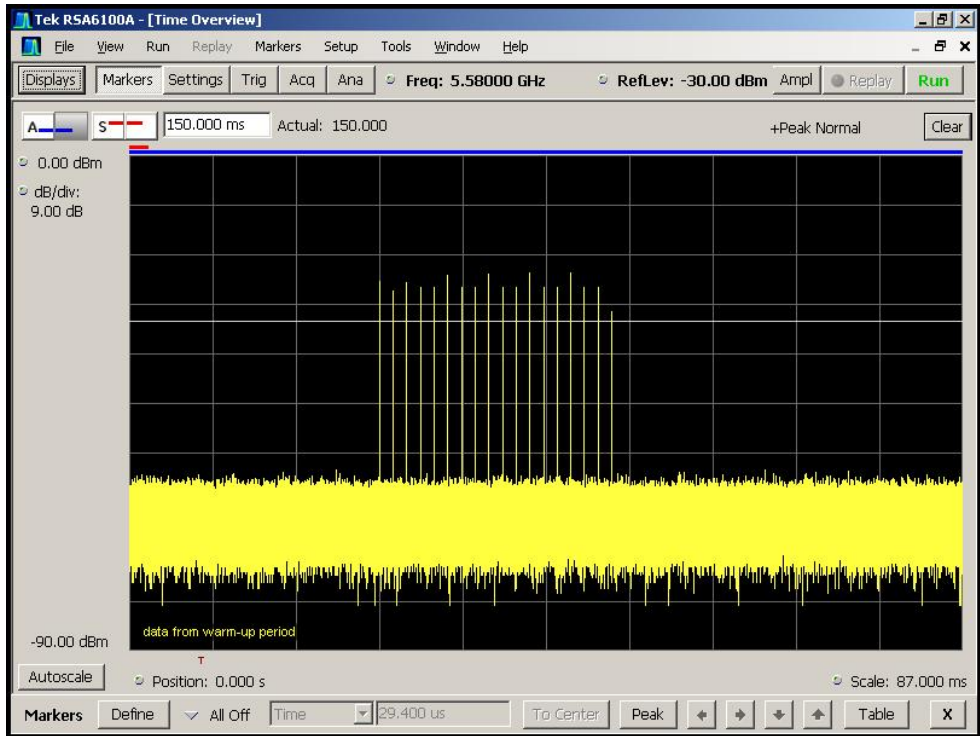 Tek RSA6100A - [Time Overview]
File View Run Replay Markers Setup Tools Window Help
Displays Markers Settings Trig Acq Ana Freq: 5.58000 GHz RefLev: -30.00 dBm Ampl Replay Run
A S 150.000 ms Actual: 150.000 +Peak Normal Clear
0.00 dBm
dB/div:
9.00 dB
data from warm-up period
-90.00 dBm
T
Autoscale Position: 0.000 s Scale: 87.000 ms
Markers Define All Off Time 29.400 us To Center Peak Table X